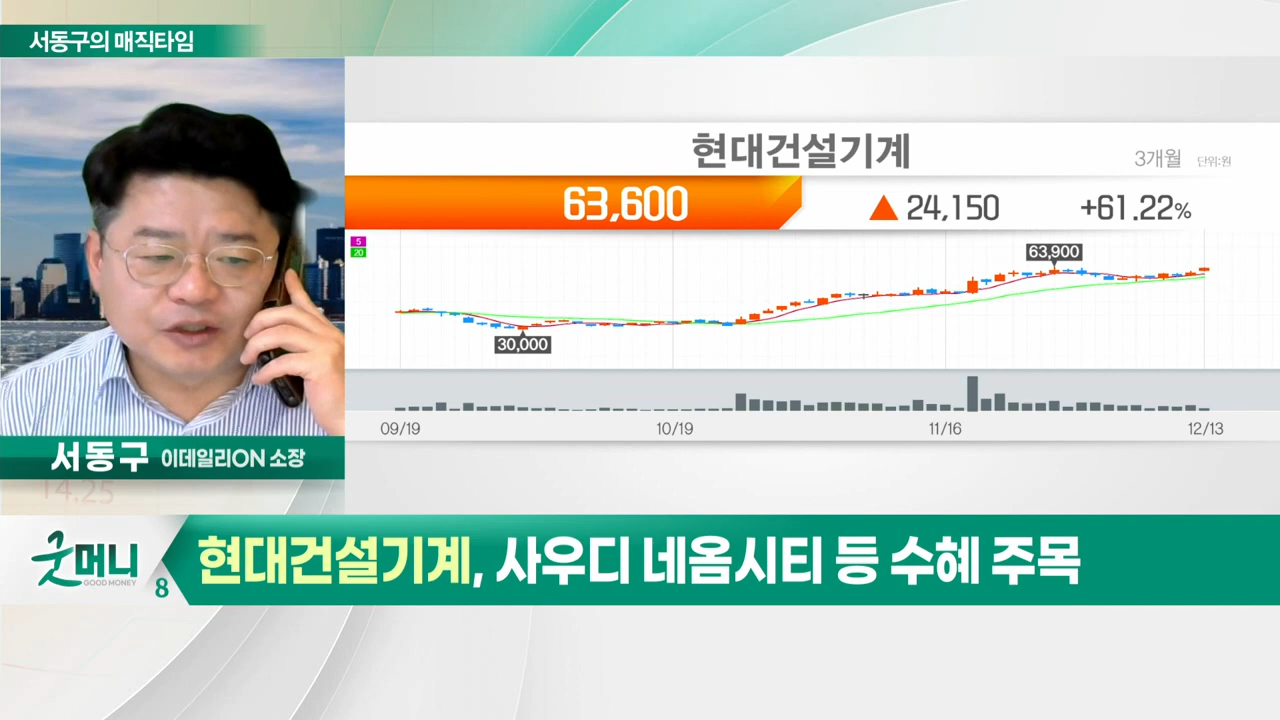 서동구의 매직타임
현대건설기계
3개월 단위:원
63,600 ▲ 24,150 +61.22%
5
20
63,900
30,000
09/19 10/19 11/16 12/13
서동구 이데일리ON 소장
14.25
굿머니
GOOD MONEY
8
현대건설기계, 사우디 네옴시티 등 수혜 주목